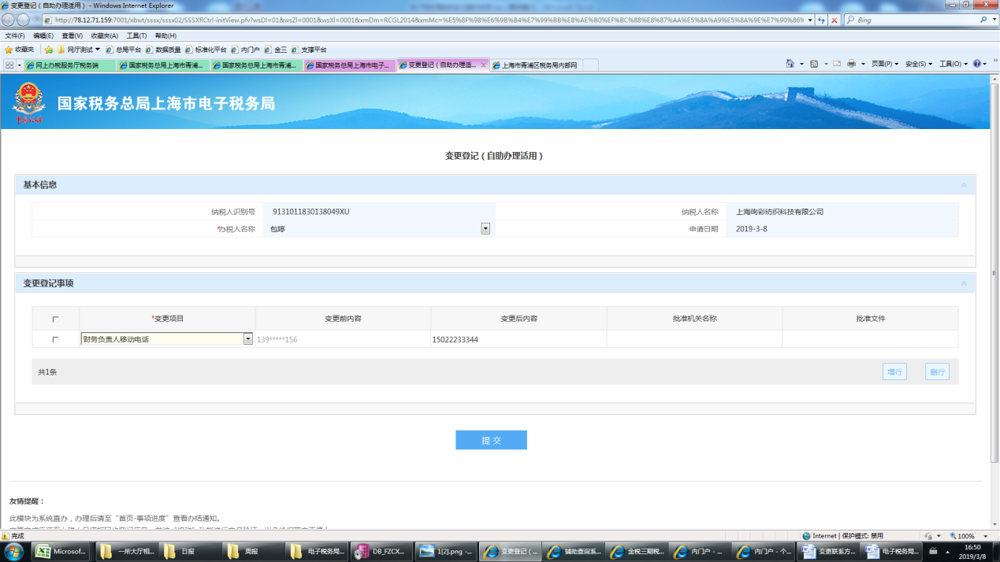 变更登记（自助办理适用） - Windows Internet Explorer
http://78.12.71.159:7001/xbwt/sssx/sssx02/SSSXflCtrl-initView.pfv?wsDl=01&wsZl=0001&wsXl=0001&xmDm=RCGL2014&xmMc=%E5%8F%98%E6%9B%B4%E7%99%BB%E8%AE%B0%EF%BC%88%E8%87%AA%E5%8A%A9%E5%8A%9E%E7%90%86%
Bing
文件(F) 编辑(E) 查看(V) 收藏夹(A) 工具(T) 帮助(H)
收藏夹 网厅测试 总局平台 数据质量 标准化平台 内门户 金三 支撑平台
网上办税服务厅税务端 国家税务总局上海市青浦... 国家税务总局上海市青浦... 国家税务总局上海市电子... 变更登记（自助办理适... 上海市青浦区税务局内部网
页面(P) 安全(S) 工具(O)
国家税务总局上海市电子税务局
变更登记（自助办理适用）
基本信息
纳税人识别号 9131011830138049XU 纳税人名称 上海绚彩纺织科技有限公司
*办税人名称 包婷 申请日期 2019-3-8
变更登记事项
*变更项目 变更前内容 变更后内容 批准机关名称 批准文件
财务负责人移动电话 139*****156 15022233344
共1条 增行 删行
提交
友情提醒：
此模块为系统直办，办理后请至“首页-事项进度”查看办结通知。
完成 Internet | 保护模式: 禁用 100%
Microsof... 一所大厅相... 日报 周报 电子税务局... DB_FZCX... 1[2].png -... 变更登记（... 辅助查询系... 金税三期税... 内门户 - ... 内门户 - 个... 变更联系方... 电子税务局... 16:50
2019/3/8